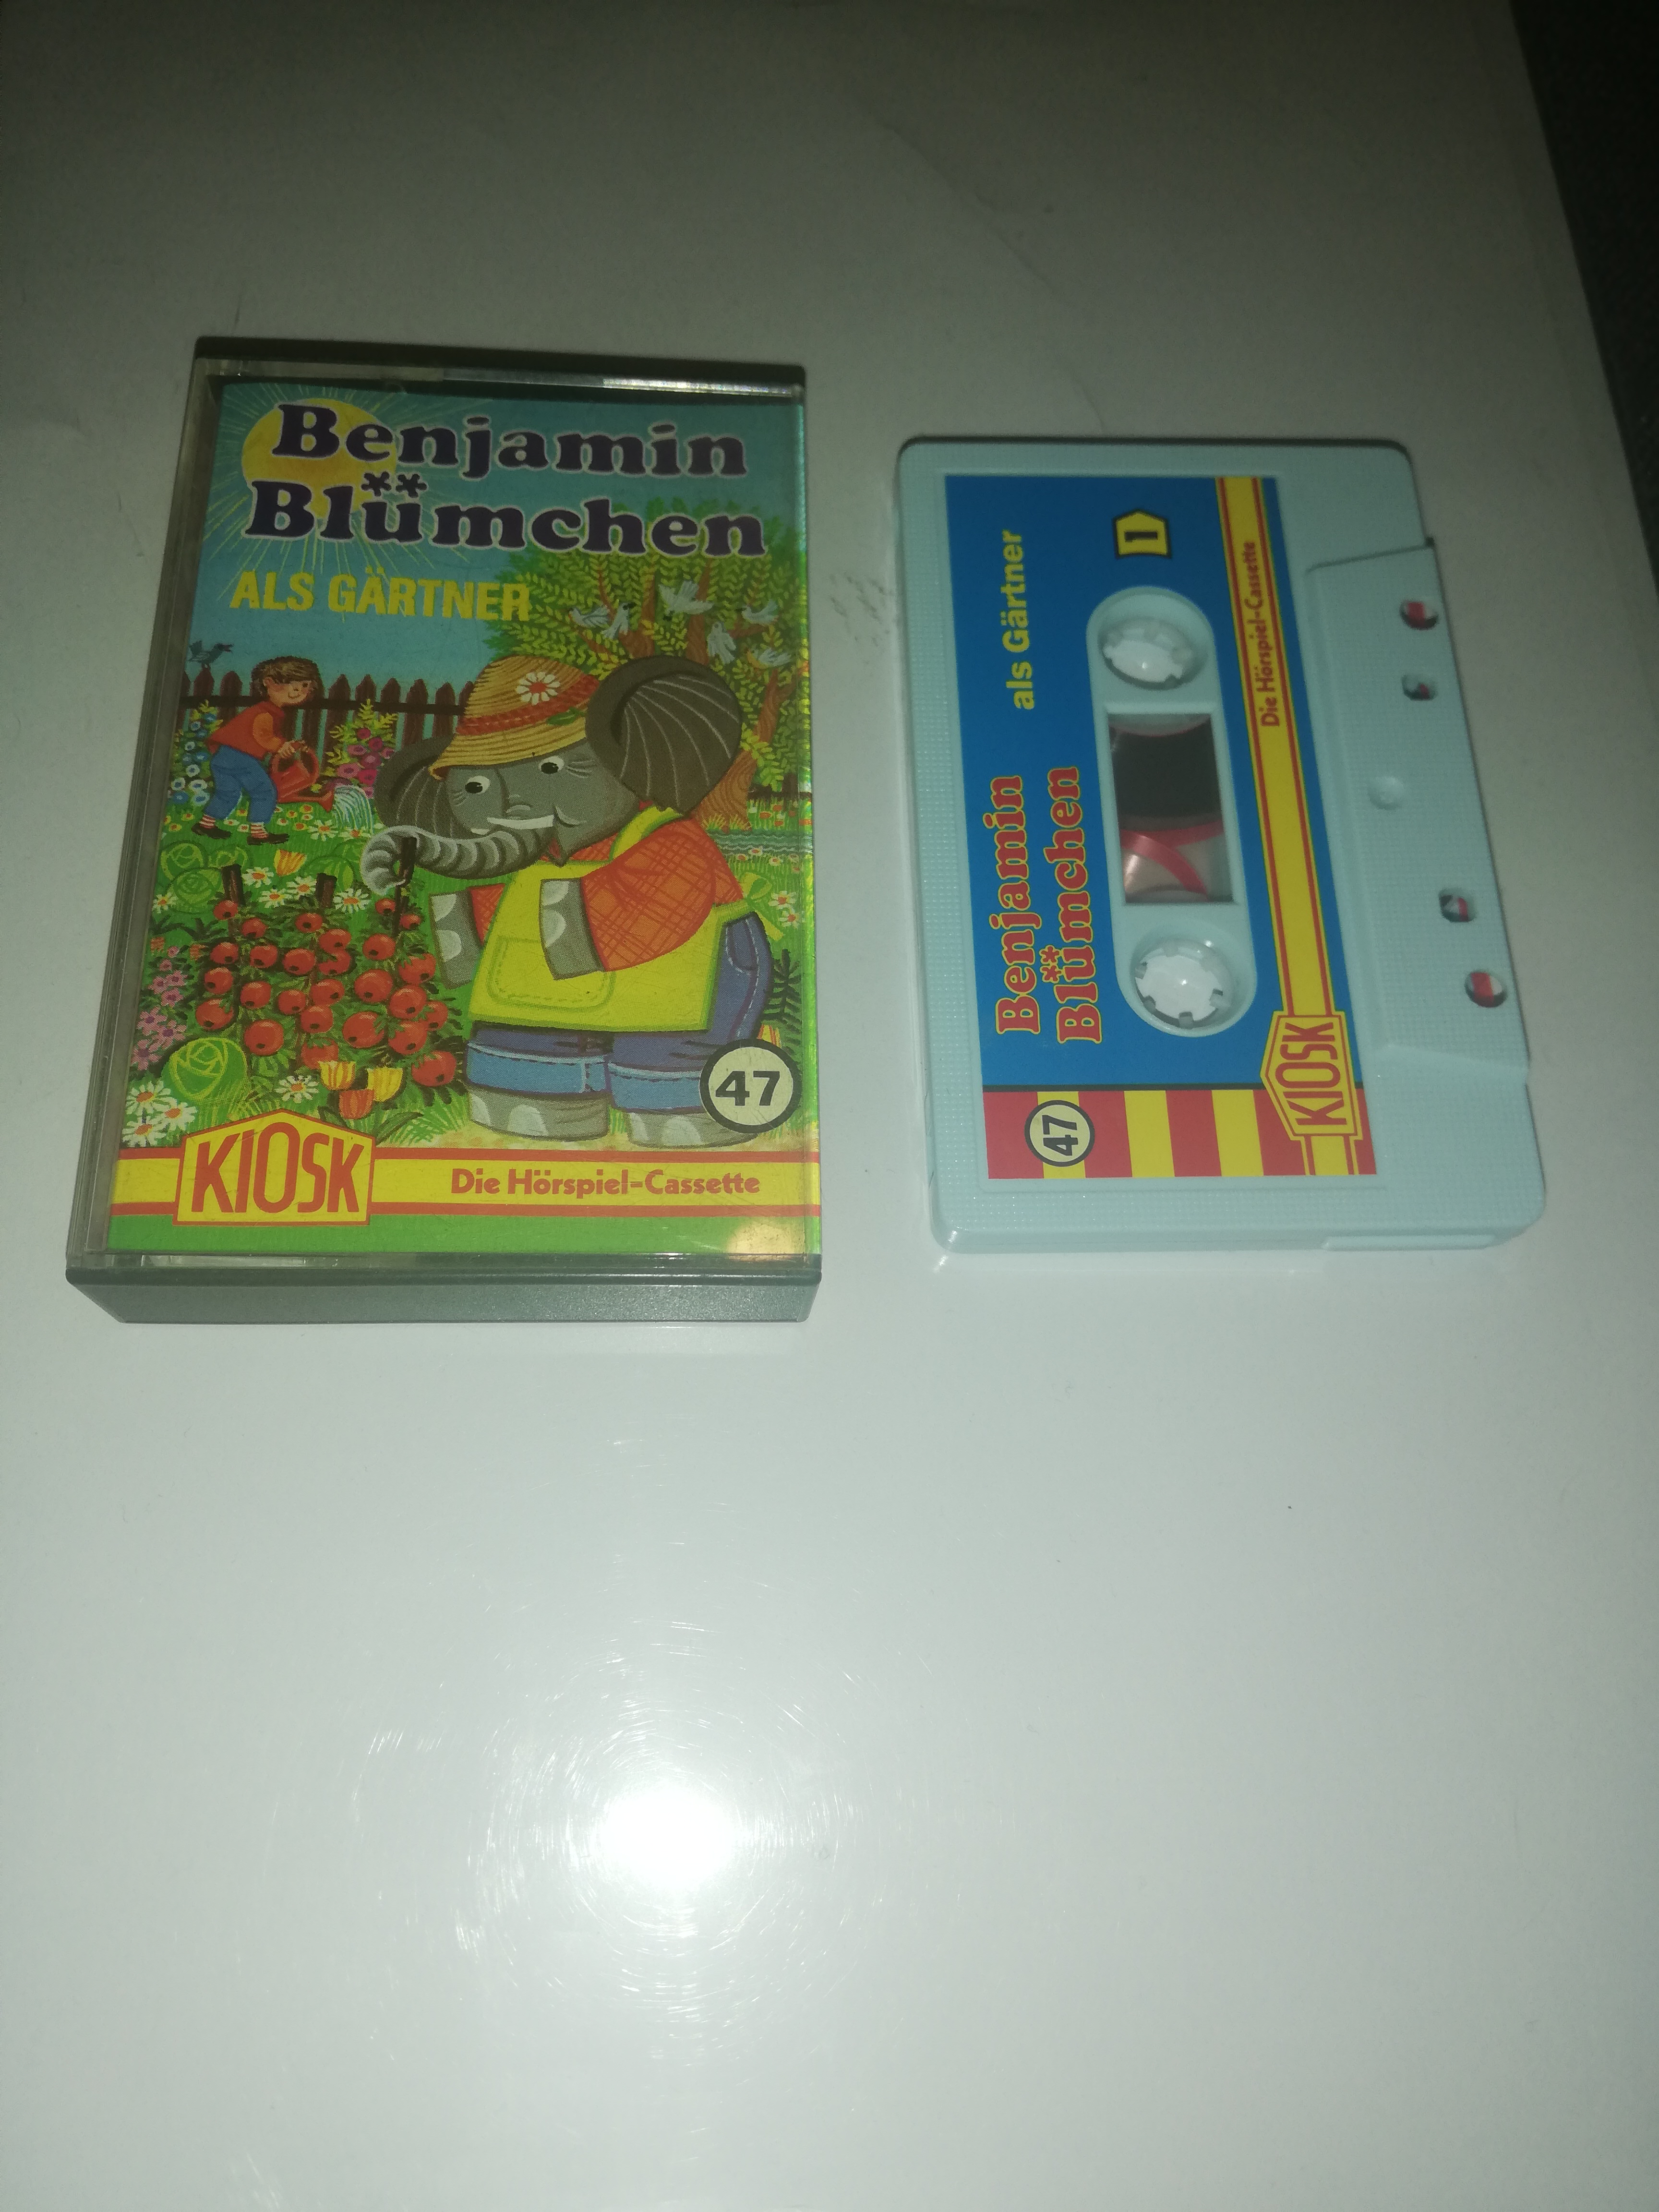 Benjamin
Blümchen
ALS GÄRTNER
47
KIOSK
Die Hörspiel-Cassette
47
Benjamin
Blümchen
als Gärtner
1
KIOSK
Die Hörspiel-Cassette